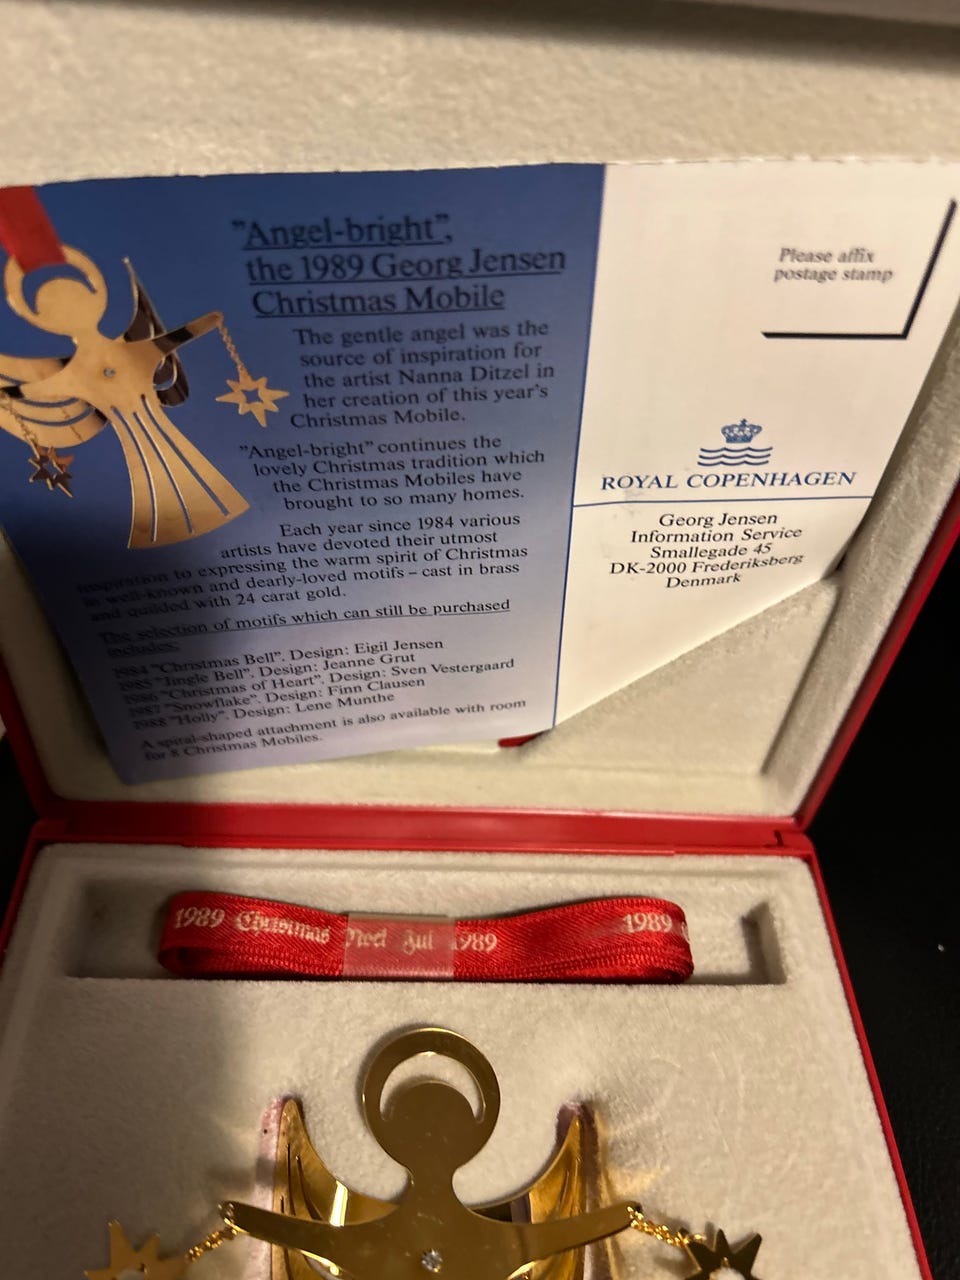 "Angel-bright",
the 1989 Georg Jensen
Christmas Mobile
The gentle angel was the
source of inspiration for
the artist Nanna Ditzel in
her creation of this year's
Christmas Mobile.
"Angel-bright" continues the
lovely Christmas tradition which
the Christmas Mobiles have
brought to so many homes.
Each year since 1984 various
artists have devoted their utmost
inspiration to expressing the warm spirit of Christmas
in well-known and dearly-loved motifs – cast in brass
and guilded with 24 carat gold.
The selection of motifs which can still be purchased
includes:
1984 "Christmas Bell". Design: Eigil Jensen
1985 "Jingle Bell". Design: Jeanne Grut
1986 "Christmas of Heart". Design: Sven Vestergaard
1987 "Snowflake". Design: Finn Clausen
1988 "Holly". Design: Lene Munthe
A spiral-shaped attachment is also available with room
for 8 Christmas Mobiles.
Please affix
postage stamp
ROYAL COPENHAGEN
Georg Jensen
Information Service
Smallegade 45
DK-2000 Frederiksberg
Denmark
1989 Christmas Noel Jul 1989 1989